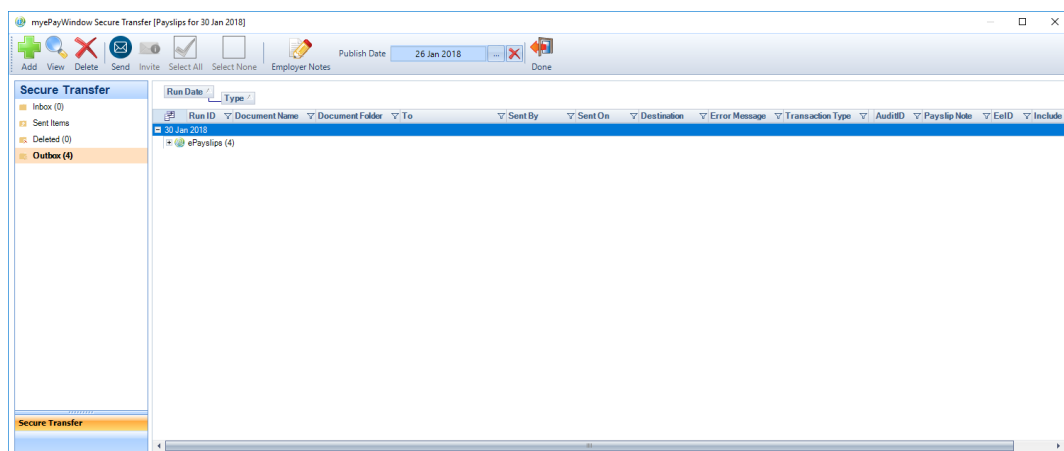 myePayWindow Secure Transfer [Payslips for 30 Jan 2018]
Add View Delete Send Invite Select All Select None Employer Notes Publish Date 26 Jan 2018 ... Done
Secure Transfer
Inbox (0)
Sent Items
Deleted (0)
Outbox (4)
Secure Transfer
Run Date
Type
Run ID Document Name Document Folder To Sent By Sent On Destination Error Message Transaction Type AuditID Payslip Note EeID Include
30 Jan 2018
ePayslips (4)